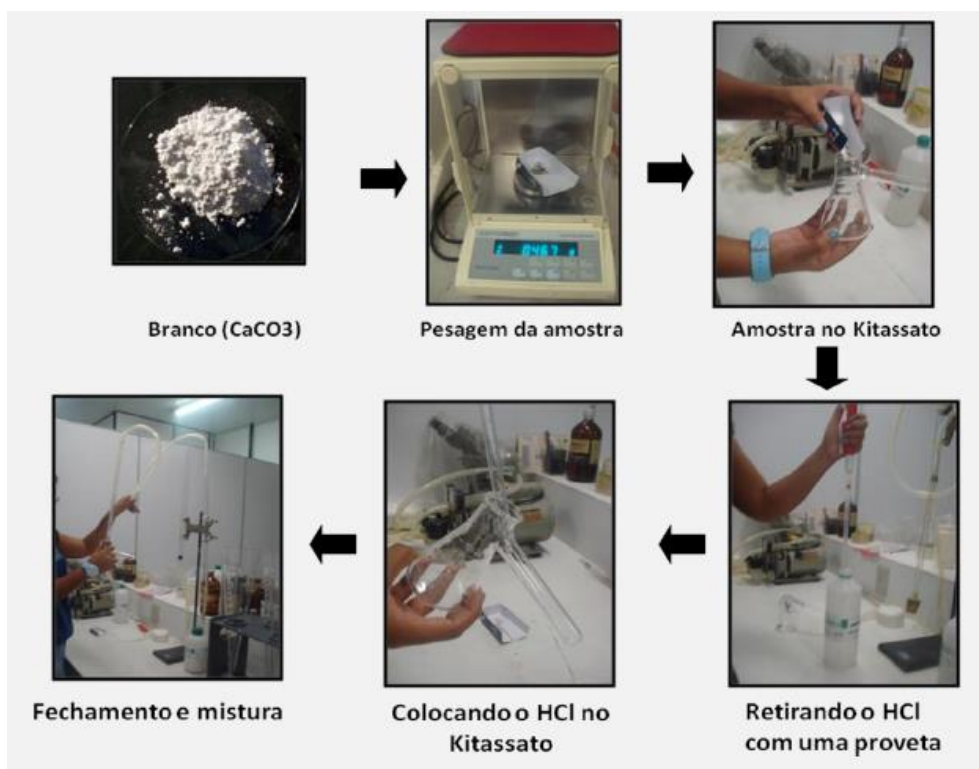 Branco (CaCO3)
Pesagem da amostra
Amostra no Kitassato
Retirando o HCl
com uma proveta
Colocando o HCl no
Kitassato
Fechamento e mistura